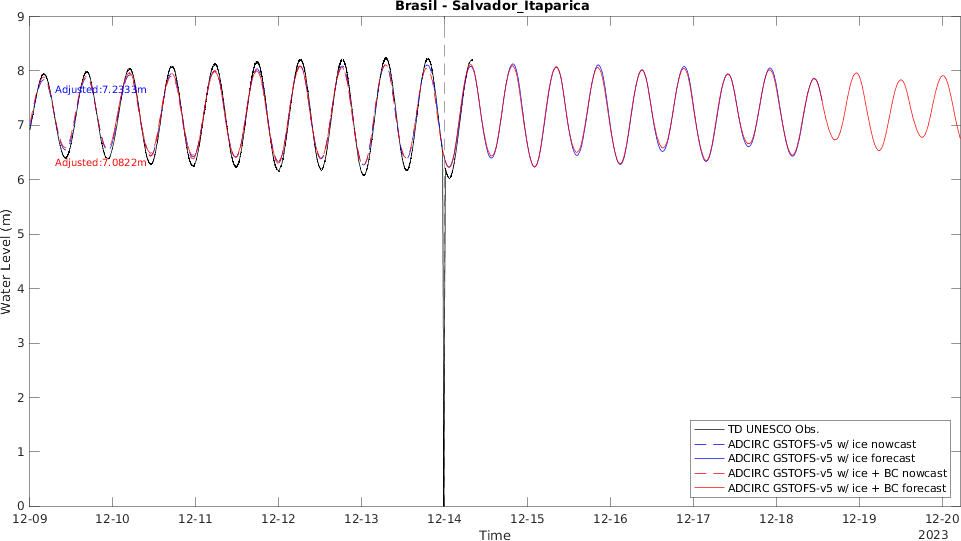 Brasil - Salvador_Itaparica
9
8
7
6
5
4
3
2
1
0
Water Level (m)
Adjusted:7.2333m
Adjusted:7.0822m
TD UNESCO Obs.
ADCIRC GSTOFS-v5 w/ ice nowcast
ADCIRC GSTOFS-v5 w/ ice forecast
ADCIRC GSTOFS-v5 w/ ice + BC nowcast
ADCIRC GSTOFS-v5 w/ ice + BC forecast
12-09 12-10 12-11 12-12 12-13 12-14 12-15 12-16 12-17 12-18 12-19 12-20
Time
2023